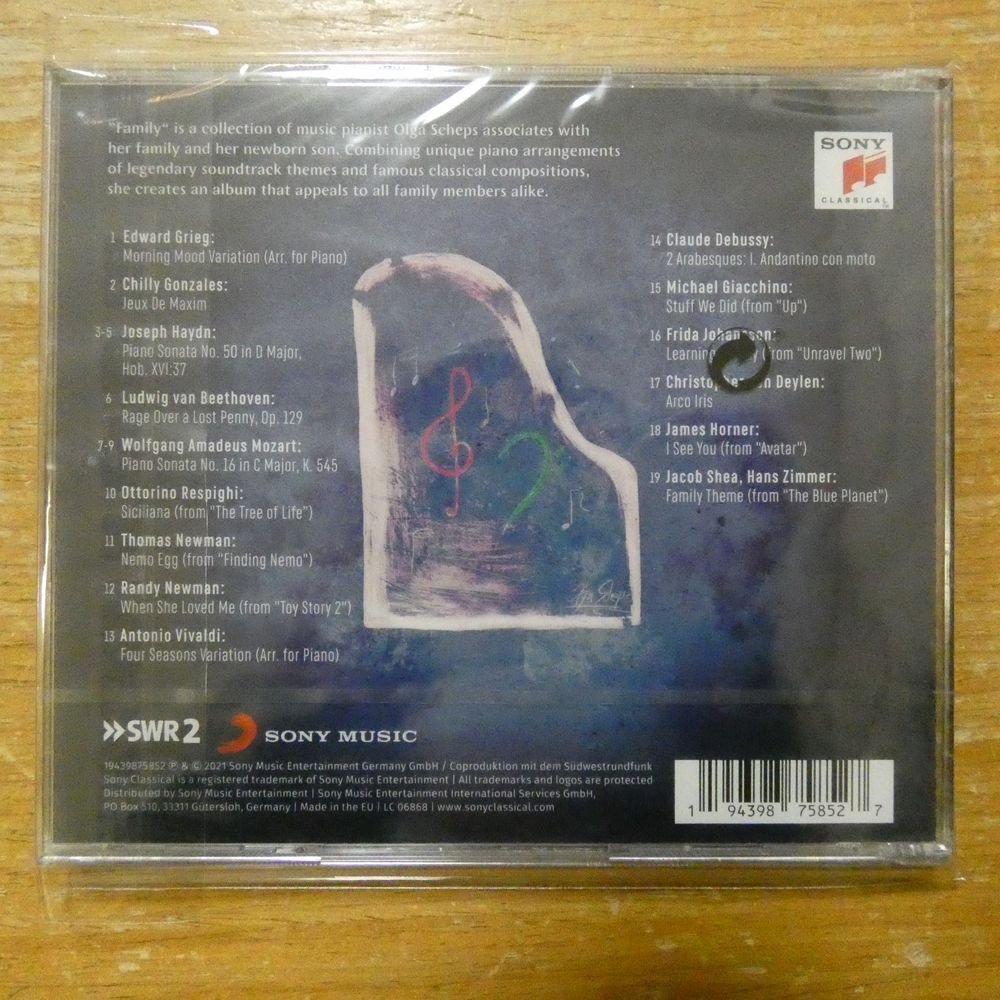 "Family" is a collection of music pianist Olga Scheps associates with
her family and her newborn son. Combining unique piano arrangements
of legendary soundtrack themes and famous classical compositions,
she creates an album that appeals to all family members alike.
SONY
CLASSICAL
1 Edward Grieg:
Morning Mood Variation (Arr. for Piano)
2 Chilly Gonzales:
Jeux De Maxim
3-5 Joseph Haydn:
Piano Sonata No. 50 in D Major,
Hob. XVI:37
6 Ludwig van Beethoven:
Rage Over a Lost Penny, Op. 129
7-9 Wolfgang Amadeus Mozart:
Piano Sonata No. 16 in C Major, K. 545
10 Ottorino Respighi:
Siciliana (from "The Tree of Life")
11 Thomas Newman:
Nemo Egg (from "Finding Nemo")
12 Randy Newman:
When She Loved Me (from "Toy Story 2")
13 Antonio Vivaldi:
Four Seasons Variation (Arr. for Piano)
14 Claude Debussy:
2 Arabesques: I. Andantino con moto
15 Michael Giacchino:
Stuff We Did (from "Up")
16 Frida Johansson:
Learning (from "Unravel Two")
17 Christopher von Deylen:
Arco Iris
18 James Horner:
I See You (from "Avatar")
19 Jacob Shea, Hans Zimmer:
Family Theme (from "The Blue Planet")
SWR2
SONY MUSIC
19439875852 ℗ & © 2021 Sony Music Entertainment Germany GmbH / Coproduktion mit dem Südwestrundfunk
Sony Classical is a registered trademark of Sony Music Entertainment | All trademarks and logos are protected
Distributed by Sony Music Entertainment | Sony Music Entertainment International Services GmbH,
PO Box 510, 33311 Gütersloh, Germany | Made in the EU | LC 06868 | www.sonyclassical.com
1 94398 75852 7